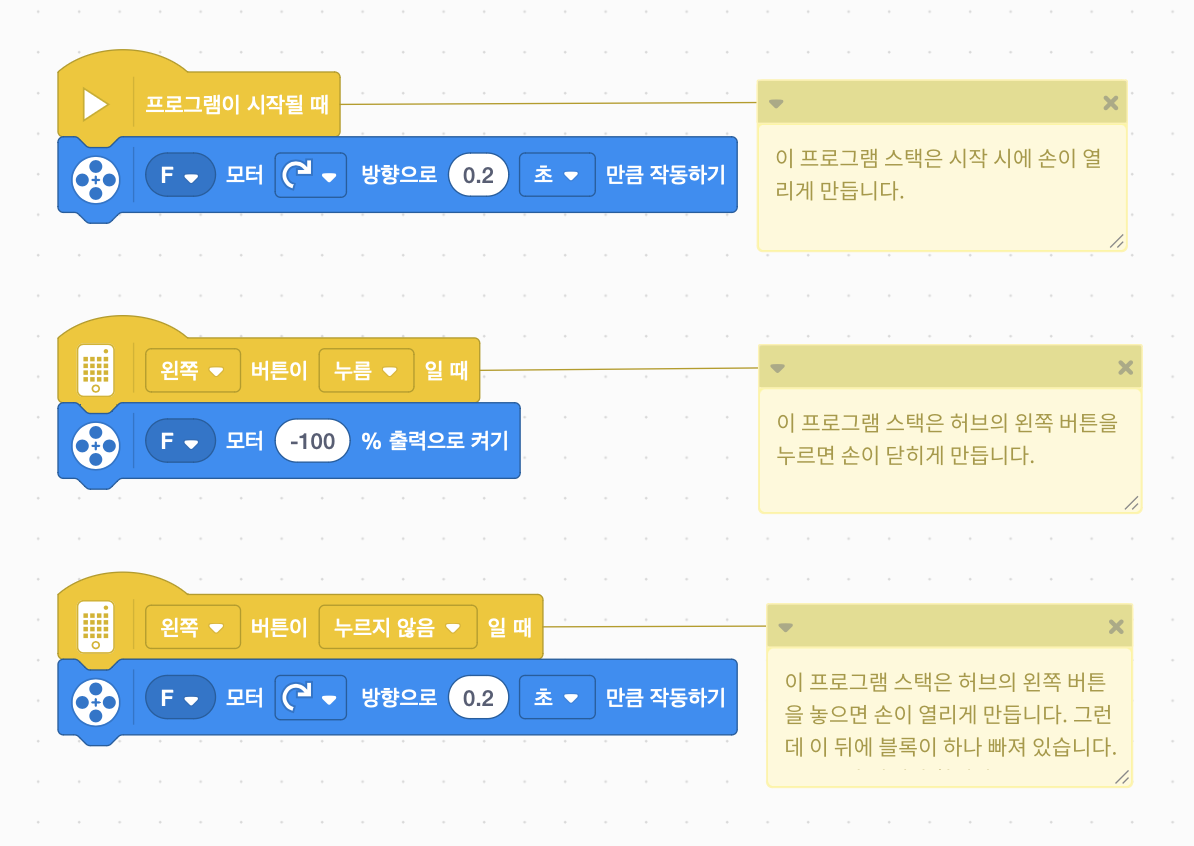 프로그램이 시작될 때
F 모터 방향으로 0.2 초 만큼 작동하기
이 프로그램 스택은 시작 시에 손이 열
리게 만듭니다.
왼쪽 버튼이 누름 일 때
F 모터 -100 % 출력으로 켜기
이 프로그램 스택은 허브의 왼쪽 버튼을
누르면 손이 닫히게 만듭니다.
왼쪽 버튼이 누르지 않음 일 때
F 모터 방향으로 0.2 초 만큼 작동하기
이 프로그램 스택은 허브의 왼쪽 버튼
을 놓으면 손이 열리게 만듭니다. 그런
데 이 뒤에 블록이 하나 빠져 있습니다.